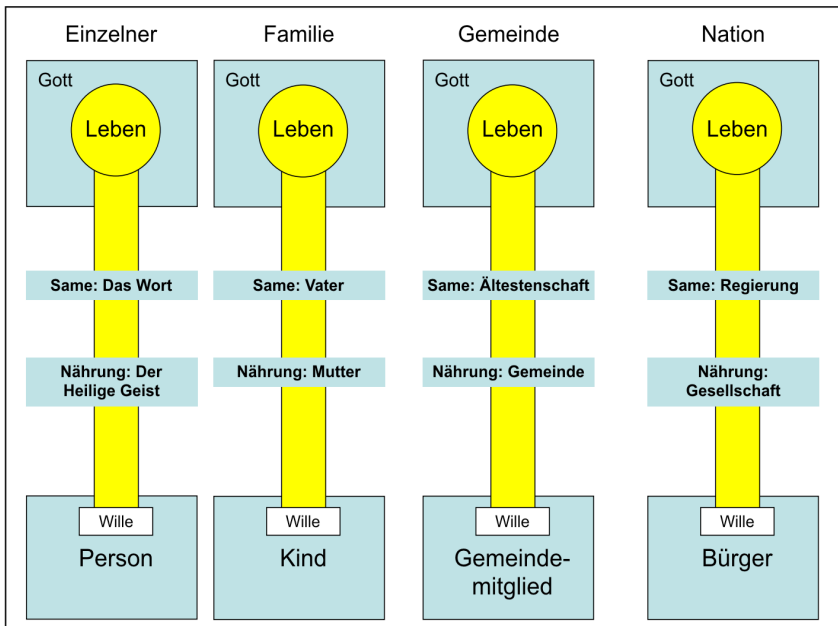 Einzelner
Familie
Gemeinde
Nation
Gott
Gott
Gott
Gott
Leben
Leben
Leben
Leben
Same: Das Wort
Same: Vater
Same: Ältestenschaft
Same: Regierung
Nährung: Der
Heilige Geist
Nährung: Mutter
Nährung: Gemeinde
Nährung:
Gesellschaft
Wille
Wille
Wille
Wille
Person
Kind
Gemeinde-
mitglied
Bürger